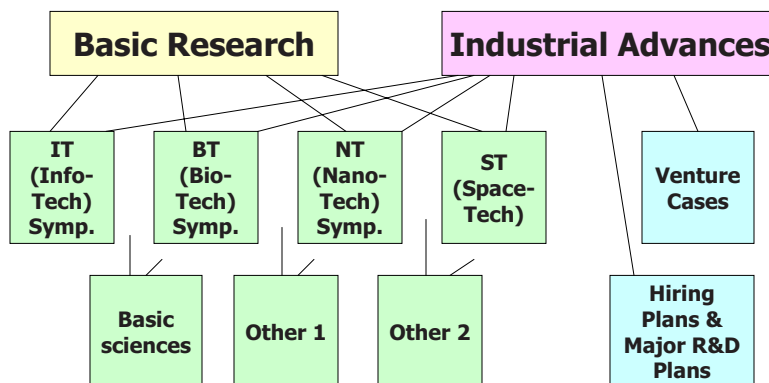 Basic Research
Industrial Advances
IT
(Info-
Tech)
Symp.
BT
(Bio-
Tech)
Symp.
NT
(Nano-
Tech)
Symp.
ST
(Space-
Tech)
Venture
Cases
Basic
sciences
Other 1
Other 2
Hiring
Plans &
Major R&D
Plans